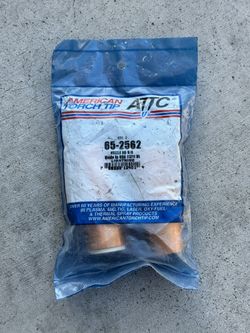 AMERICAN
TORCH TIP
ATTC
65-2562
OVER 60 YEARS OF MANUFACTURING EXPERIENCE
IN PLASMA, MIG, TIG, LASER, OXY-FUEL
& THERMAL SPRAY PRODUCTS
WWW.AMERICANTORCHTIP.COM